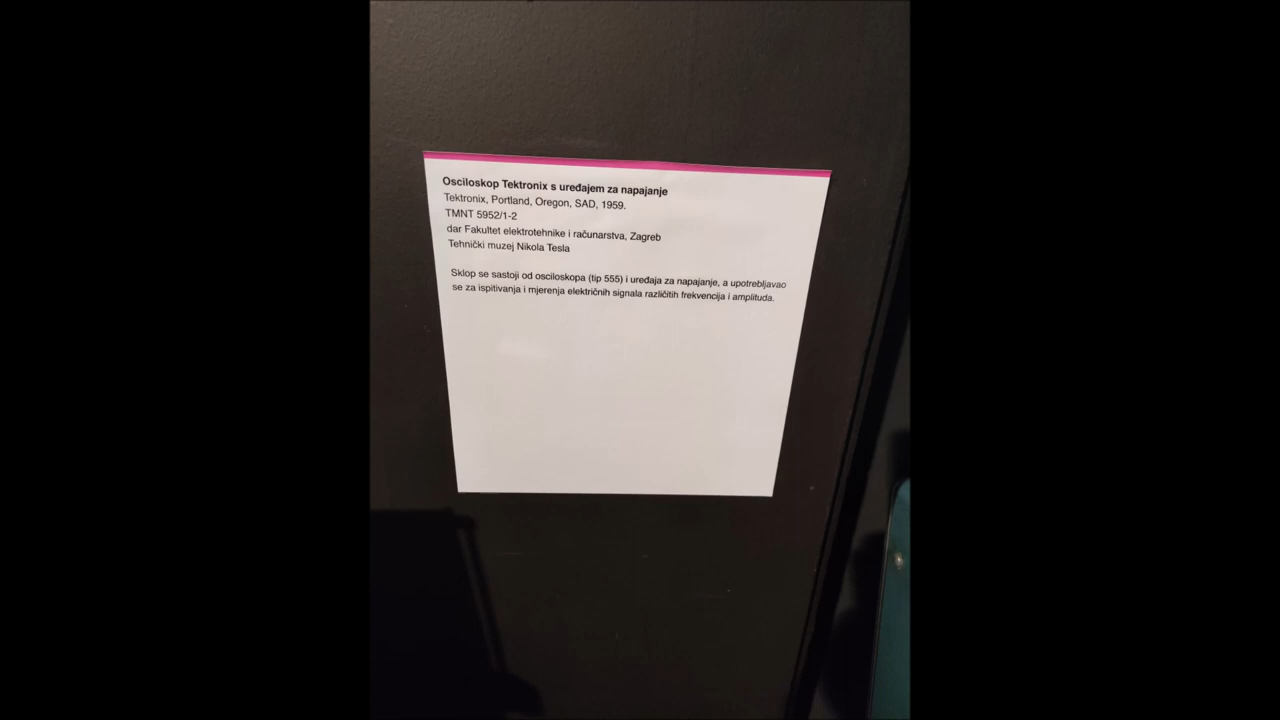 Osciloskop Tektronix s uređajem za napajanje
Tektronix, Portland, Oregon, SAD, 1959.
TMNT 5952/1-2
dar Fakultet elektrotehnike i računarstva, Zagreb
Tehnički muzej Nikola Tesla
Sklop se sastoji od osciloskopa (tip 555) i uređaja za napajanje, a upotrebljavao
se za ispitivanja i mjerenja električnih signala različitih frekvencija i amplituda.